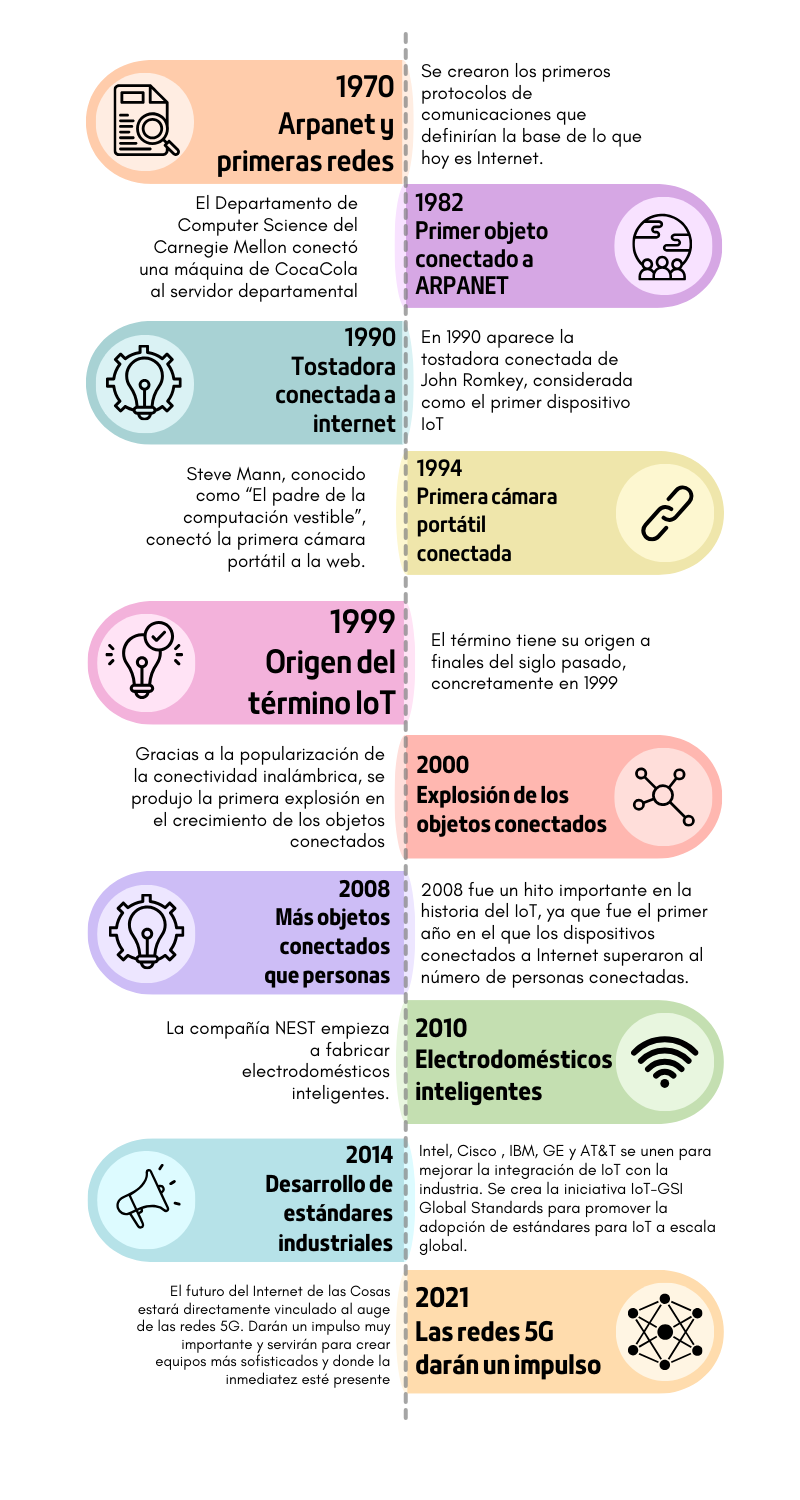 1970
Arpanet y
primeras redes
Se crearon los primeros
protocolos de
comunicaciones que
definirían la base de lo que
hoy es Internet.
El Departamento de
Computer Science del
Carnegie Mellon conectó
una máquina de CocaCola
al servidor departamental
1982
Primer objeto
conectado a
ARPANET
1990
Tostadora
conectada a
internet
En 1990 aparece la
tostadora conectada de
John Romkey, considerada
como el primer dispositivo
IoT
Steve Mann, conocido
como “El padre de la
computación vestible”,
conectó la primera cámara
portátil a la web.
1994
Primera cámara
portátil
conectada
1999
Origen del
término IoT
El término tiene su origen a
finales del siglo pasado,
concretamente en 1999
Gracias a la popularización de
la conectividad inalámbrica, se
produjo la primera explosión en
el crecimiento de los objetos
conectados
2000
Explosión de los
objetos conectados
2008
Más objetos
conectados
que personas
2008 fue un hito importante en la
historia del IoT, ya que fue el primer
año en el que los dispositivos
conectados a Internet superaron al
número de personas conectadas.
La compañía NEST empieza
a fabricar
electrodomésticos
inteligentes.
2010
Electrodomésticos
inteligentes
2014
Desarrollo de
estándares
industriales
Intel, Cisco , IBM, GE y AT&T se unen para
mejorar la integración de IoT con la
industria. Se crea la iniciativa IoT-GSI
Global Standards para promover la
adopción de estándares para IoT a escala
global.
El futuro del Internet de las Cosas
estará directamente vinculado al auge
de las redes 5G. Darán un impulso muy
importante y servirán para crear
equipos más sofisticados y donde la
inmediatez esté presente
2021
Las redes 5G
darán un impulso